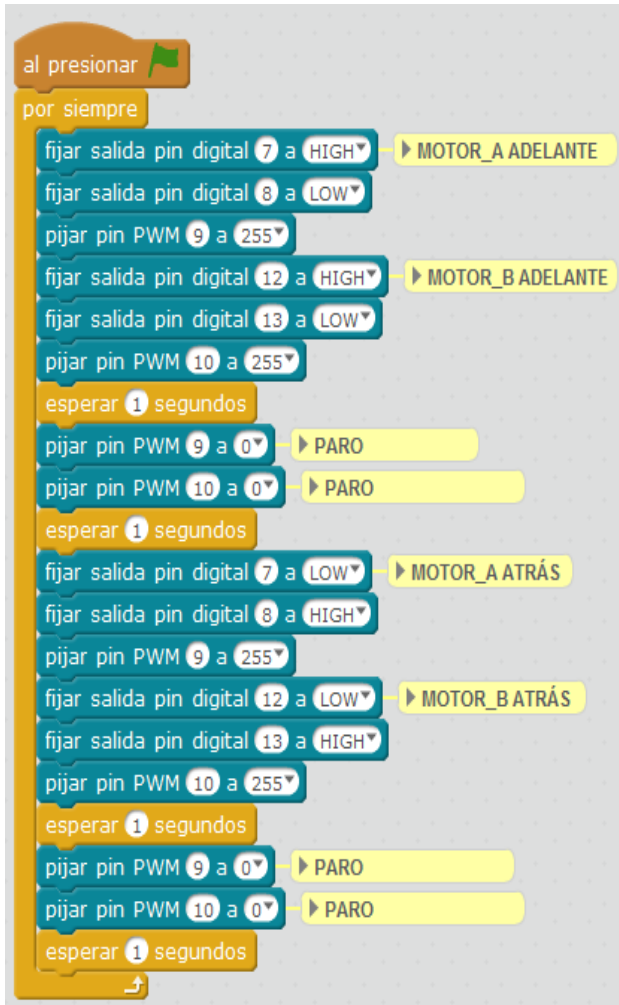 al presionar
por siempre
fijar salida pin digital 7 a HIGH MOTOR_A ADELANTE
fijar salida pin digital 8 a LOW
pijar pin PWM 9 a 255
fijar salida pin digital 12 a HIGH MOTOR_B ADELANTE
fijar salida pin digital 13 a LOW
pijar pin PWM 10 a 255
esperar 1 segundos
pijar pin PWM 9 a 0 PARO
pijar pin PWM 10 a 0 PARO
esperar 1 segundos
fijar salida pin digital 7 a LOW MOTOR_A ATRÁS
fijar salida pin digital 8 a HIGH
pijar pin PWM 9 a 255
fijar salida pin digital 12 a LOW MOTOR_B ATRÁS
fijar salida pin digital 13 a HIGH
pijar pin PWM 10 a 255
esperar 1 segundos
pijar pin PWM 9 a 0 PARO
pijar pin PWM 10 a 0 PARO
esperar 1 segundos